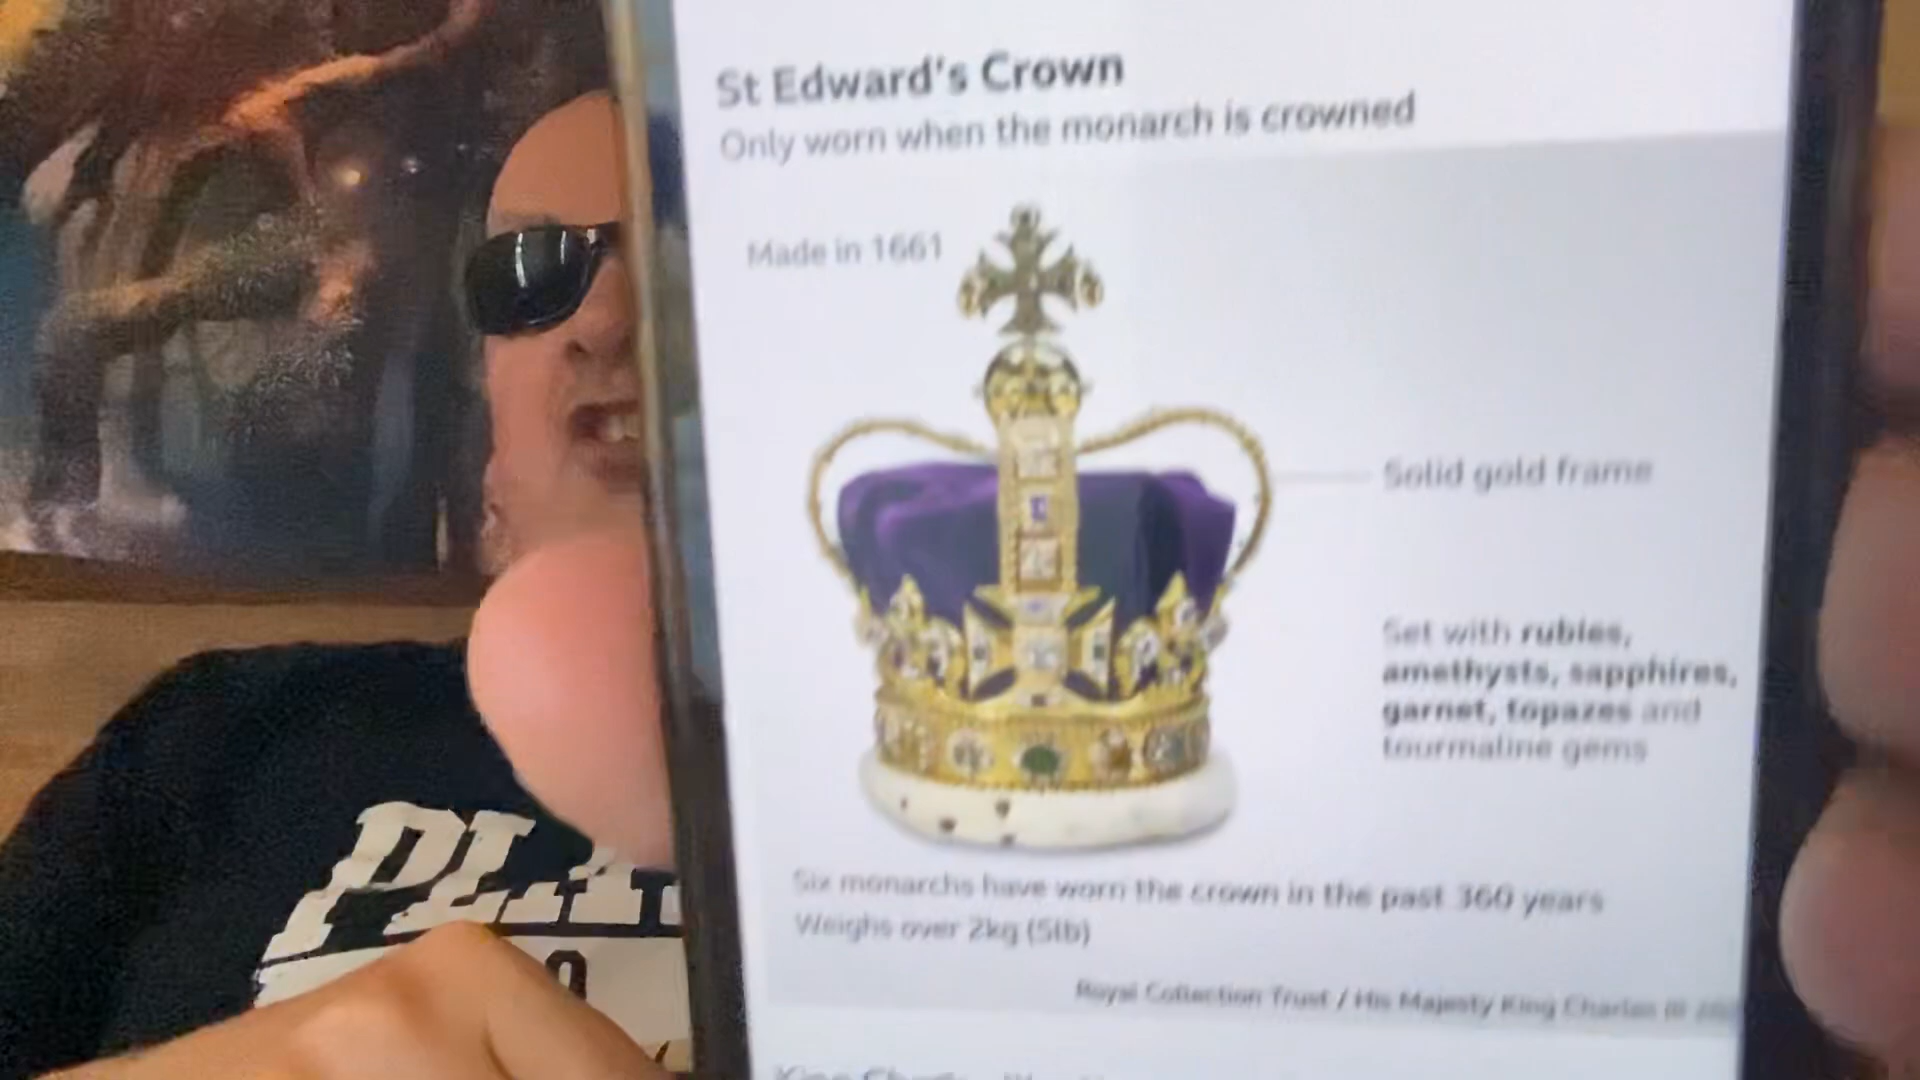 St Edward's Crown
Only worn when the monarch is crowned
Made in 1661
Solid gold frame
Set with rubies,
amethysts, sapphires,
garnet, topazes and
tourmaline gems
Six monarchs have worn the crown in the past 360 years
Weighs over 2kg (5lb)
Royal Collection Trust / His Majesty King Charles III